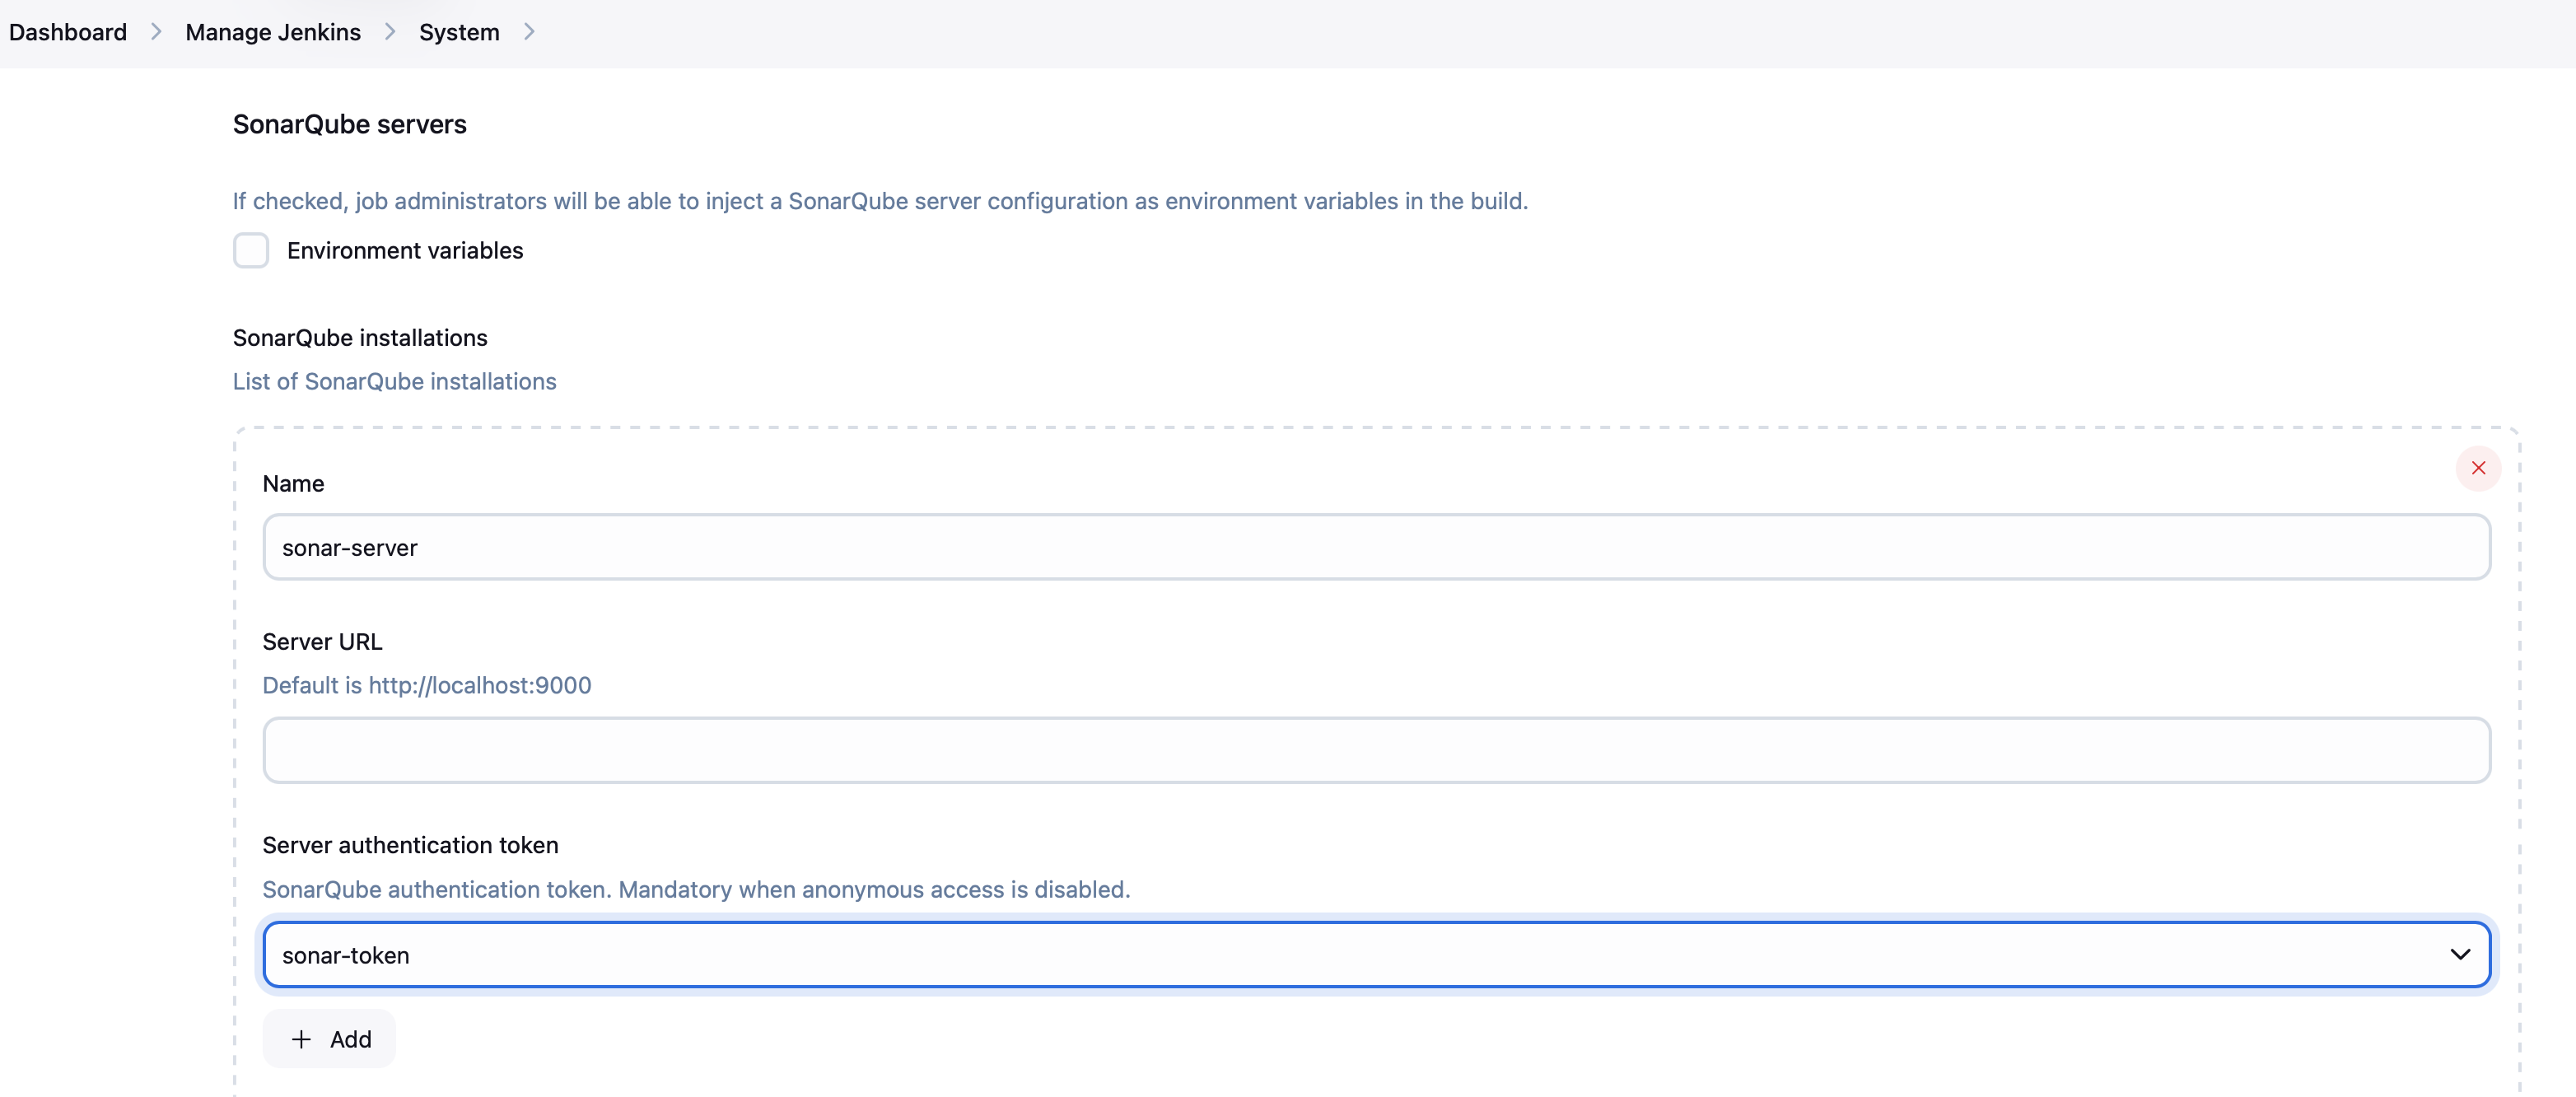 Dashboard > Manage Jenkins > System >
SonarQube servers
If checked, job administrators will be able to inject a SonarQube server configuration as environment variables in the build.
Environment variables
SonarQube installations
List of SonarQube installations
Name
sonar-server
Server URL
Default is http://localhost:9000
Server authentication token
SonarQube authentication token. Mandatory when anonymous access is disabled.
sonar-token
+ Add